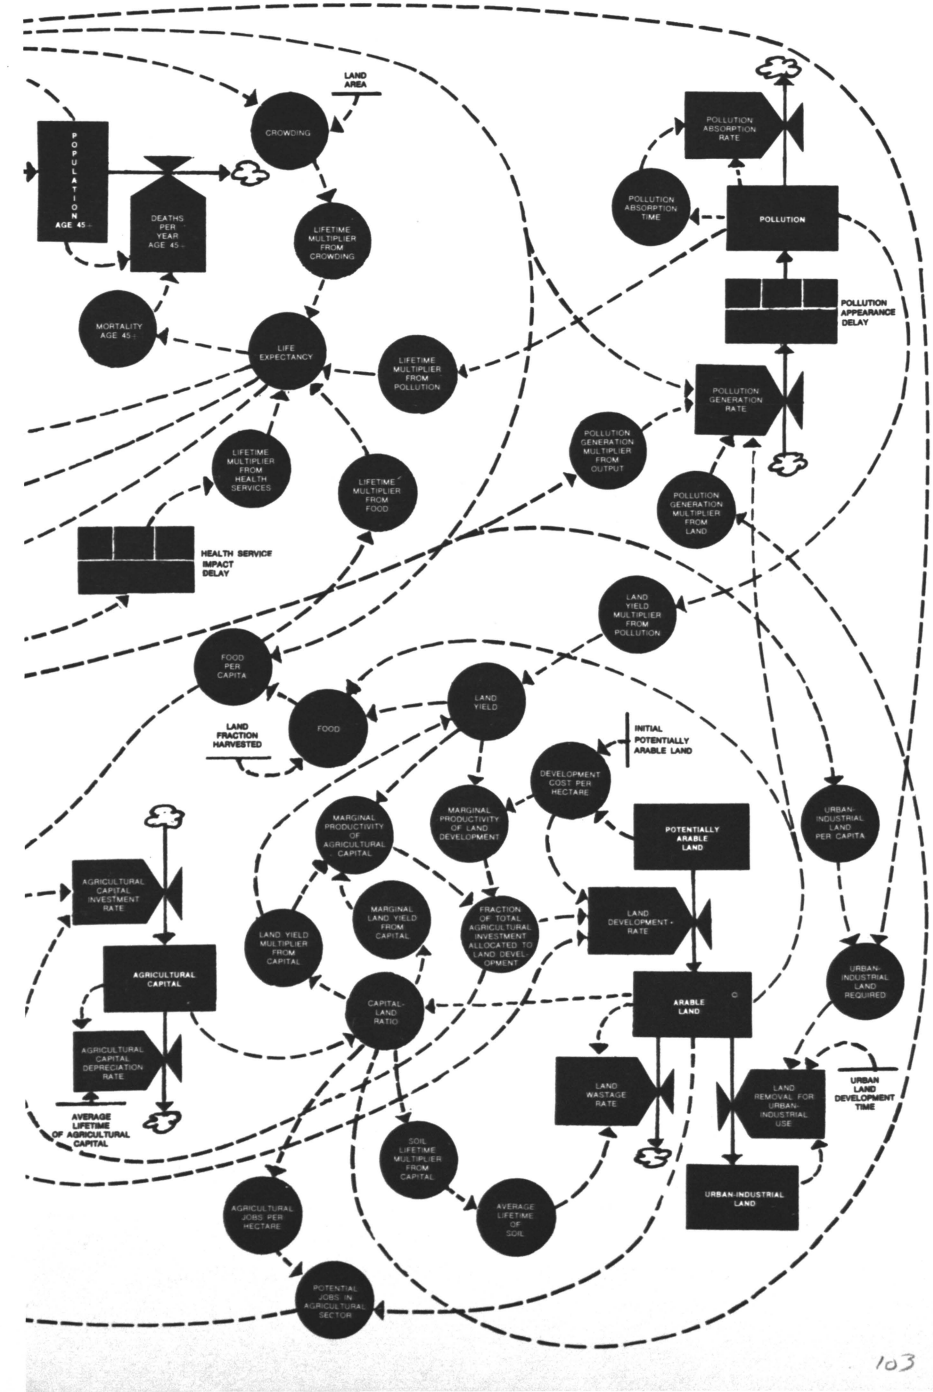 LAND
AREA
CROWDING
POLLUTION
ABSORPTION
RATE
POPULATION
AGE 45+
DEATHS
PER
YEAR
AGE 45+
POLLUTION
ABSORPTION
TIME
POLLUTION
LIFETIME
MULTIPLIER
FROM
CROWDING
POLLUTION
APPEARANCE
DELAY
MORTALITY
AGE 45+
LIFE
EXPECTANCY
LIFETIME
MULTIPLIER
FROM
POLLUTION
POLLUTION
GENERATION
RATE
LIFETIME
MULTIPLIER
FROM
HEALTH
SERVICES
LIFETIME
MULTIPLIER
FROM
FOOD
POLLUTION
GENERATION
MULTIPLIER
FROM
OUTPUT
POLLUTION
GENERATION
MULTIPLIER
FROM
LAND
HEALTH SERVICE
IMPACT
DELAY
LAND
YIELD
MULTIPLIER
FROM
POLLUTION
FOOD
PER
CAPITA
LAND
YIELD
FOOD
LAND
FRACTION
HARVESTED
INITIAL
POTENTIALLY
ARABLE LAND
DEVELOPMENT
COST PER
HECTARE
MARGINAL
PRODUCTIVITY
OF
AGRICULTURAL
CAPITAL
MARGINAL
PRODUCTIVITY
OF LAND
DEVELOPMENT
POTENTIALLY
ARABLE
LAND
URBAN-
INDUSTRIAL
LAND
PER CAPITA
AGRICULTURAL
CAPITAL
INVESTMENT
RATE
MARGINAL
LAND YIELD
FROM
CAPITAL
FRACTION
OF TOTAL
AGRICULTURAL
INVESTMENT
ALLOCATED TO
LAND DEVEL-
OPMENT
LAND
DEVELOPMENT
RATE
LAND YIELD
MULTIPLIER
FROM
CAPITAL
AGRICULTURAL
CAPITAL
CAPITAL-
LAND
RATIO
ARABLE
LAND
URBAN-
INDUSTRIAL
LAND
REQUIRED
AGRICULTURAL
CAPITAL
DEPRECIATION
RATE
LAND
WASTAGE
RATE
LAND
REMOVAL FOR
URBAN-
INDUSTRIAL
USE
URBAN
LAND
DEVELOPMENT
TIME
AVERAGE
LIFETIME
OF AGRICULTURAL
CAPITAL
SOIL
LIFETIME
MULTIPLIER
FROM
CAPITAL
AGRICULTURAL
JOBS PER
HECTARE
AVERAGE
LIFETIME
OF
SOIL
URBAN-INDUSTRIAL
LAND
POTENTIAL
JOBS IN
AGRICULTURAL
SECTOR
103